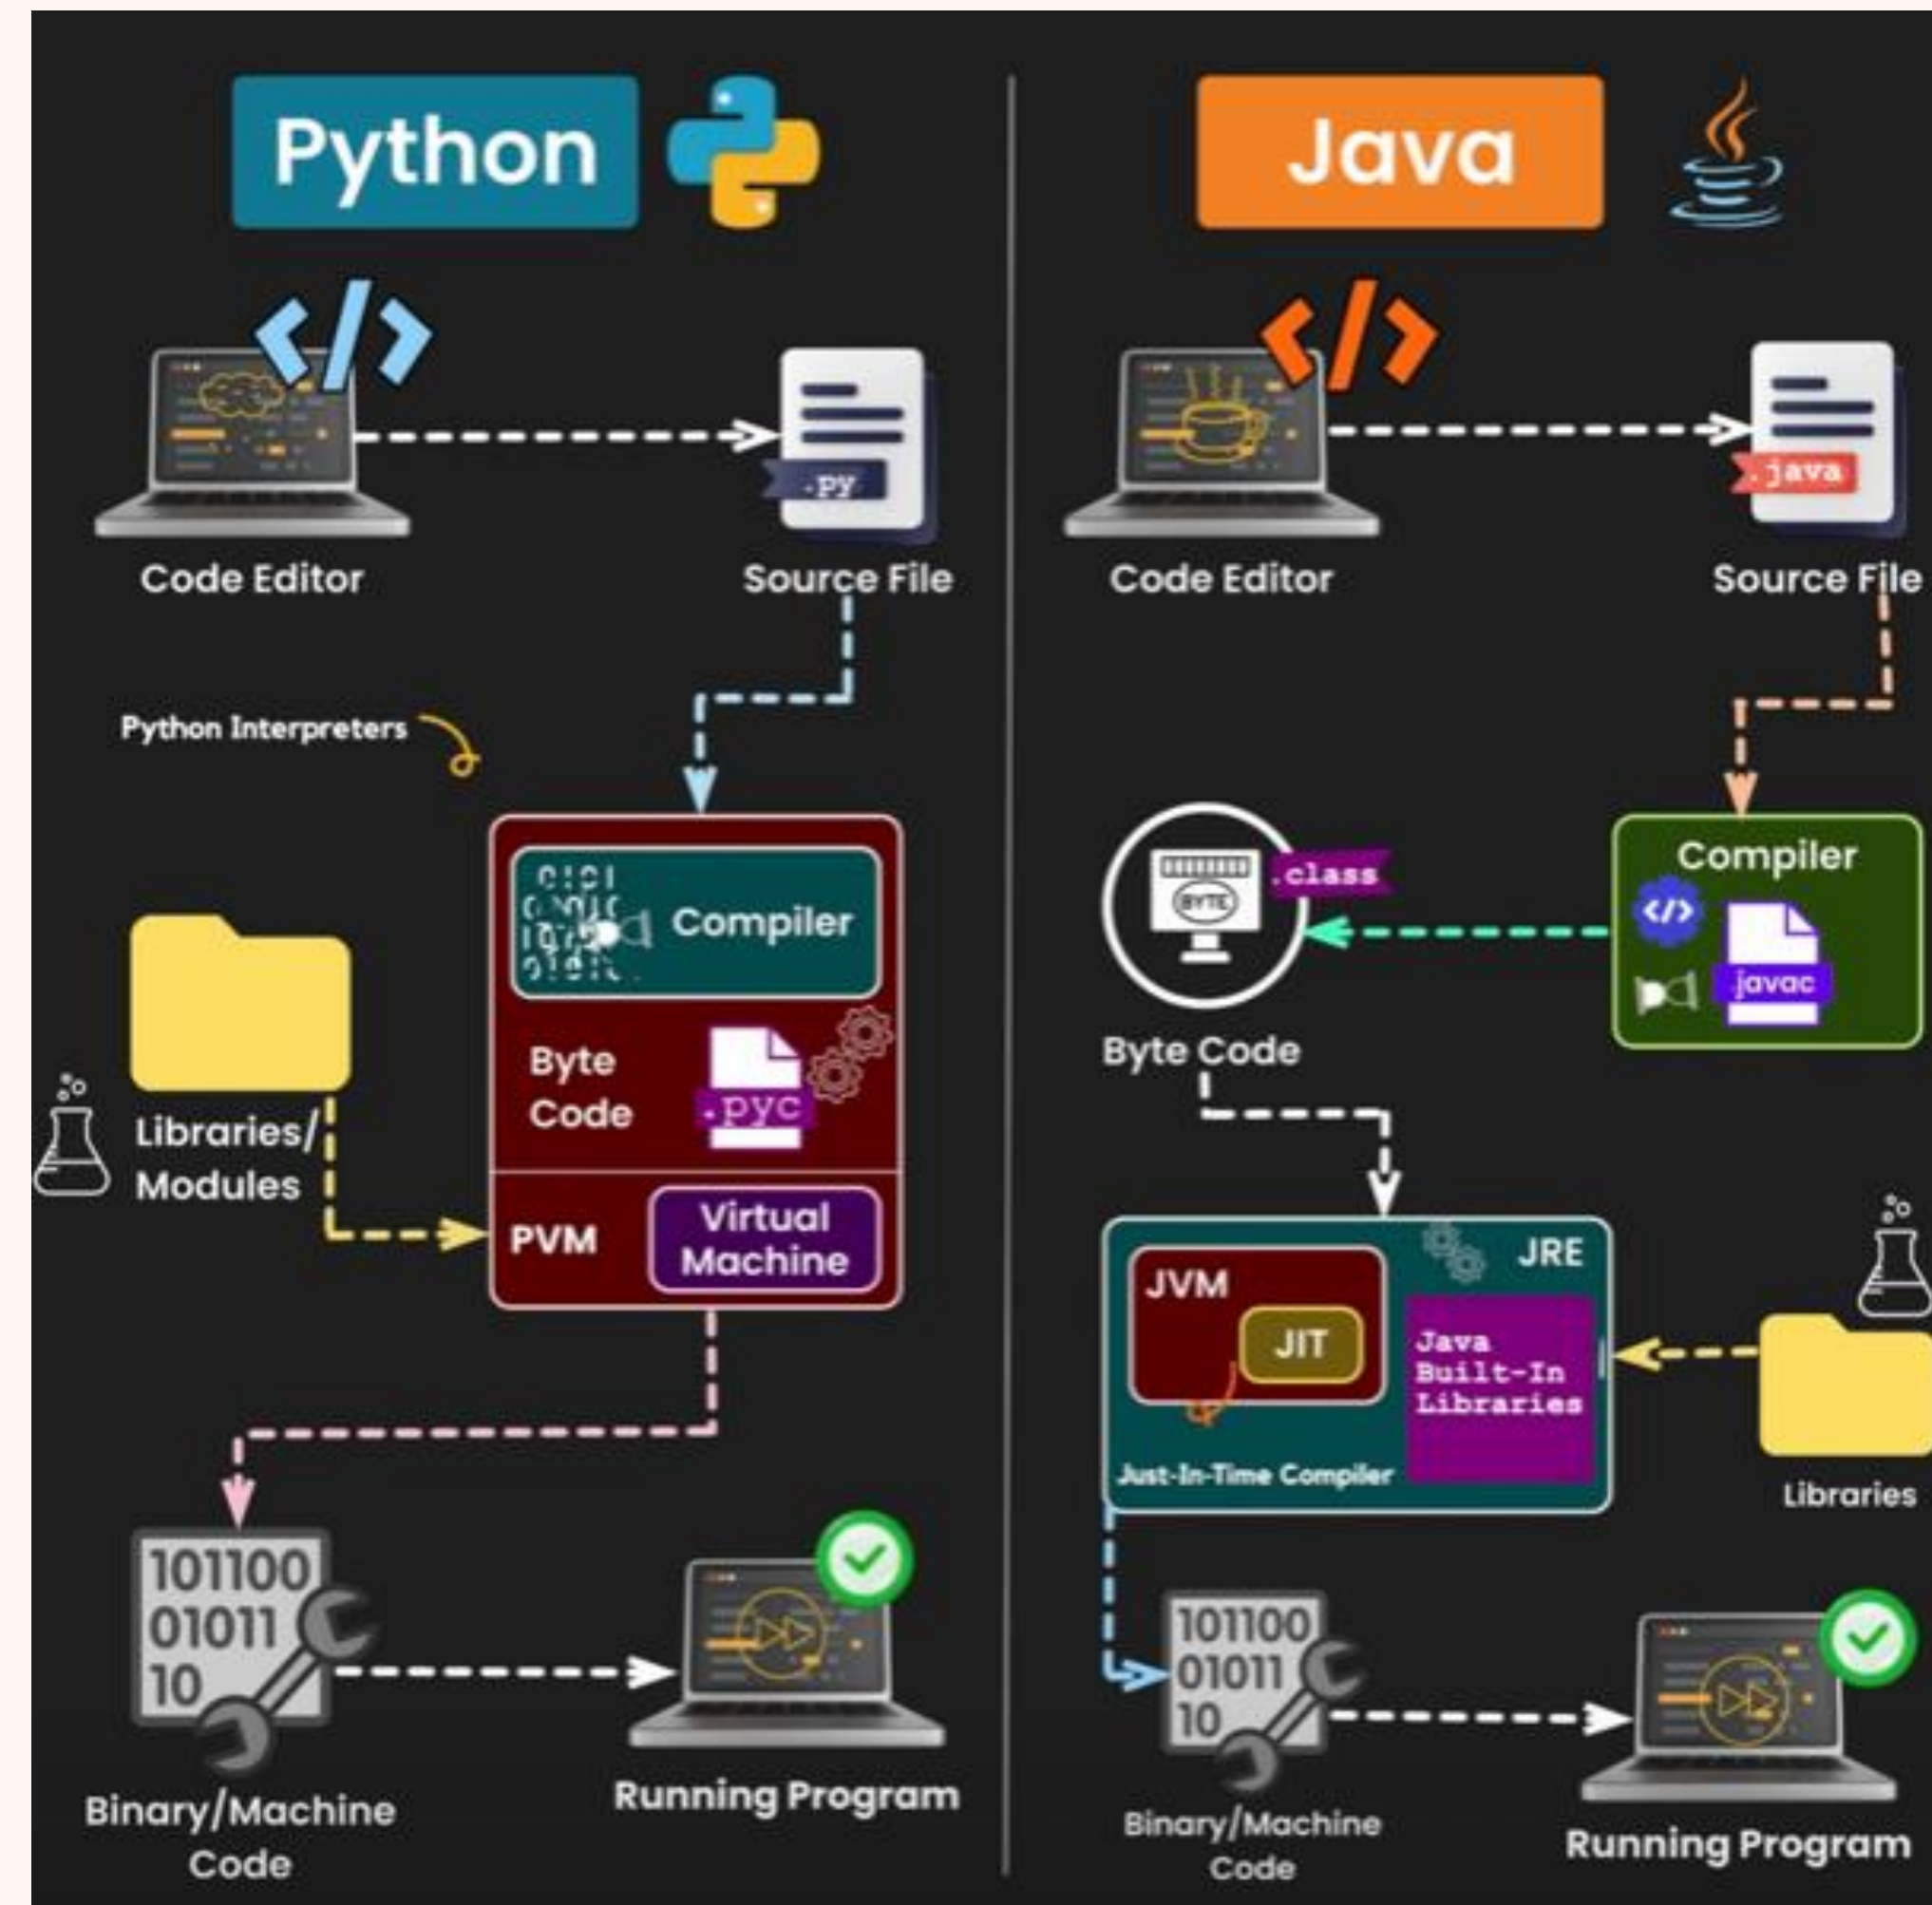 Python
</>
.py
Code Editor
Source File
Python Interpreters
Compiler
Byte
Code
.pyc
Libraries/
Modules
PVM
Virtual
Machine
101100
01011
10
Binary/Machine
Code
Running Program
Java
</>
.java
Code Editor
Source File
Compiler
</>
javac
.class
BYTE
Byte Code
JRE
JVM
JIT
Java
Built-In
Libraries
Just-In-Time Compiler
Libraries
101100
01011
10
Binary/Machine
Code
Running Program